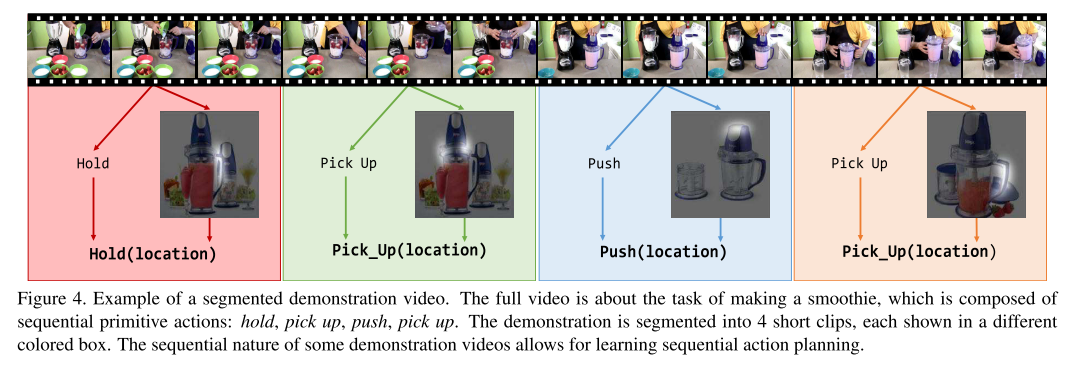 Hold
Pick Up
Push
Pick Up
Hold(location)
Pick_Up(location)
Push(location)
Pick_Up(location)
Figure 4. Example of a segmented demonstration video. The full video is about the task of making a smoothie, which is composed of
sequential primitive actions: hold, pick up, push, pick up. The demonstration is segmented into 4 short clips, each shown in a different
colored box. The sequential nature of some demonstration videos allows for learning sequential action planning.